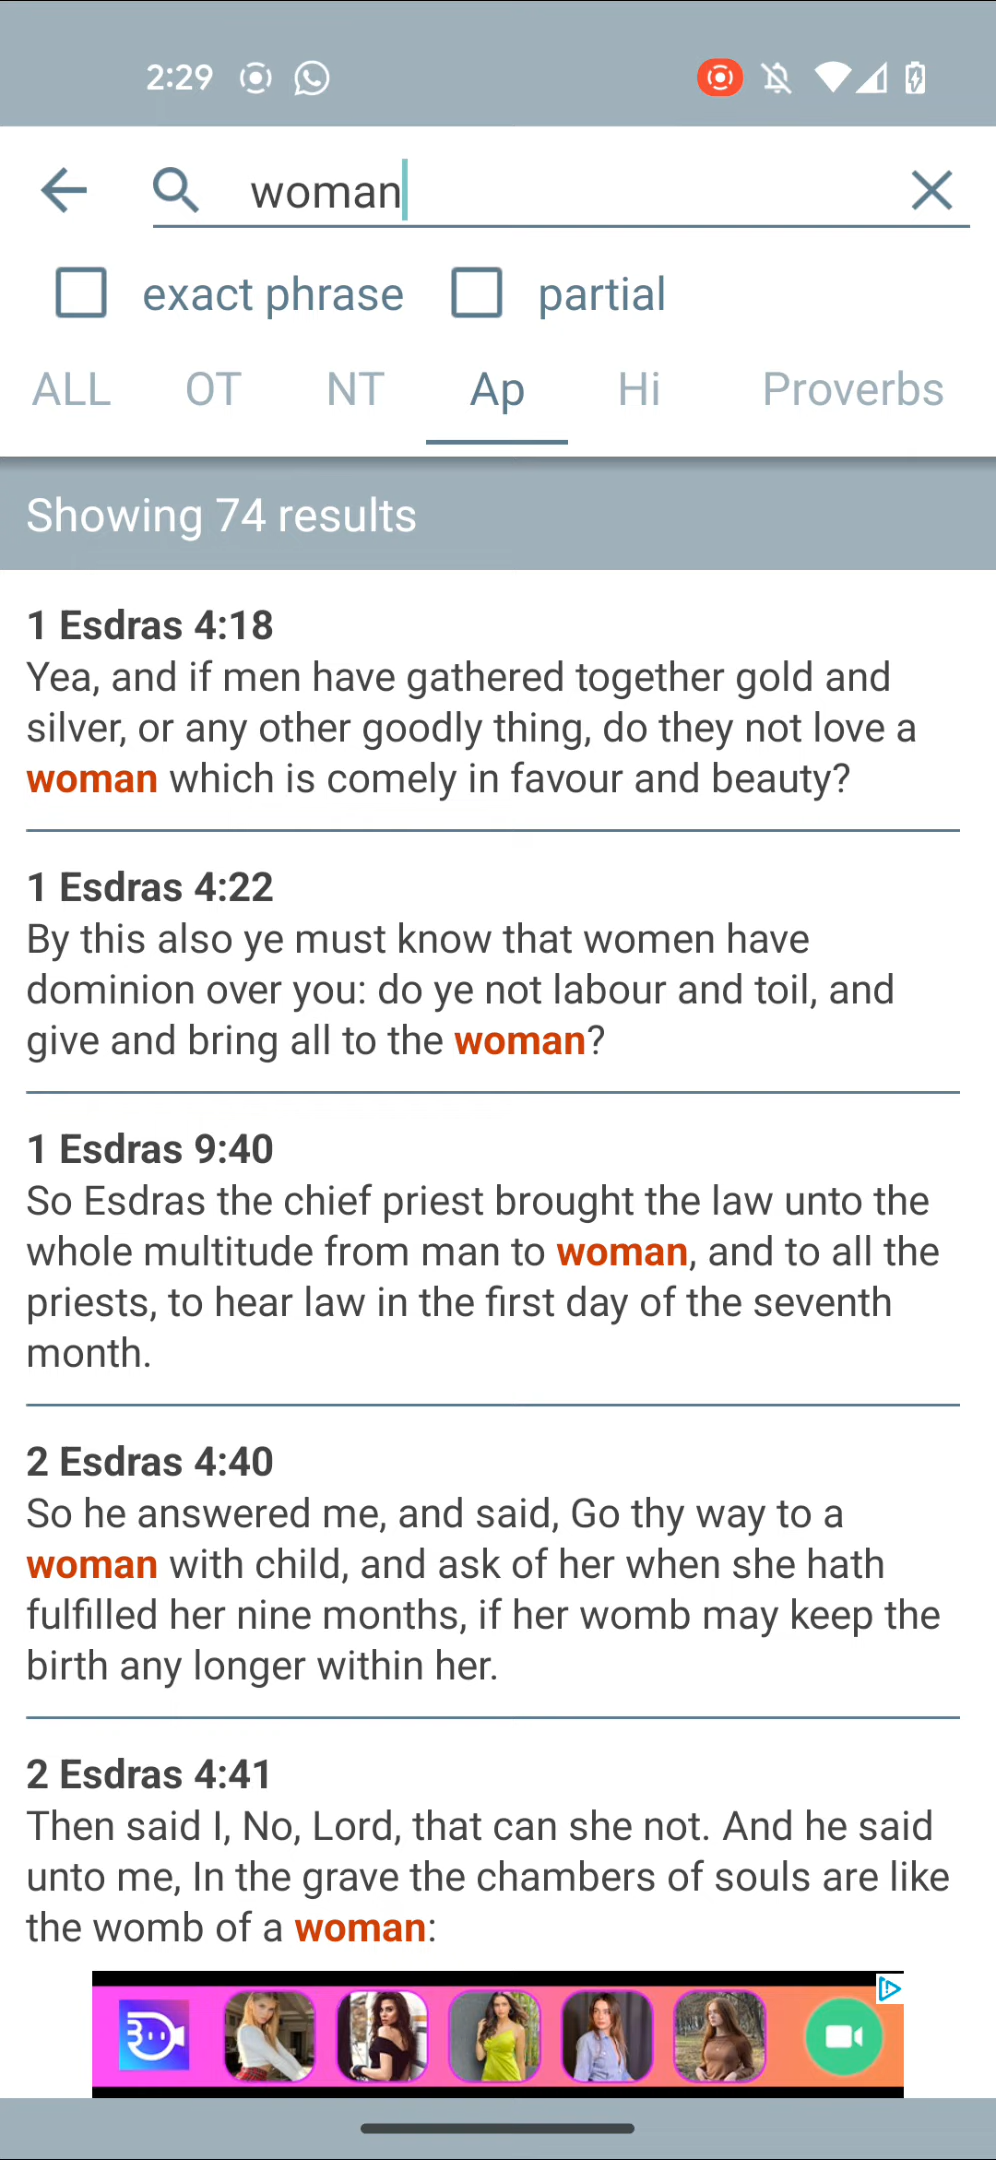 2:29
woman
exact phrase partial
ALL OT NT Ap Hi Proverbs
Showing 74 results
1 Esdras 4:18
Yea, and if men have gathered together gold and
silver, or any other goodly thing, do they not love a
woman which is comely in favour and beauty?
1 Esdras 4:22
By this also ye must know that women have
dominion over you: do ye not labour and toil, and
give and bring all to the woman?
1 Esdras 9:40
So Esdras the chief priest brought the law unto the
whole multitude from man to woman, and to all the
priests, to hear law in the first day of the seventh
month.
2 Esdras 4:40
So he answered me, and said, Go thy way to a
woman with child, and ask of her when she hath
fulfilled her nine months, if her womb may keep the
birth any longer within her.
2 Esdras 4:41
Then said I, No, Lord, that can she not. And he said
unto me, In the grave the chambers of souls are like
the womb of a woman: